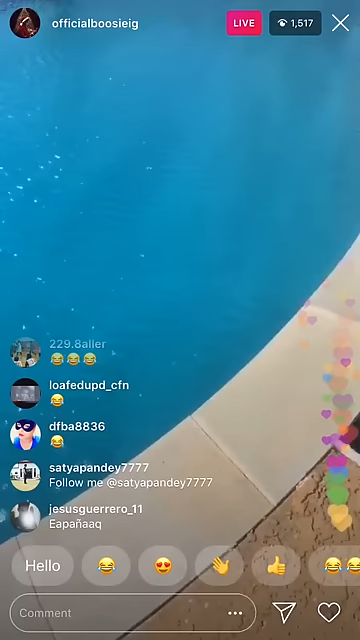 officialboosieig
LIVE
1,517
229.8aller
😂😂😂
loafedupd_cfn
😂
dfba8836
😂
satyapandey7777
Follow me @satyapandey7777
jesusguerrero_11
Eapañaaq
Hello 😂 😍 👋 👍 😂😂
Comment